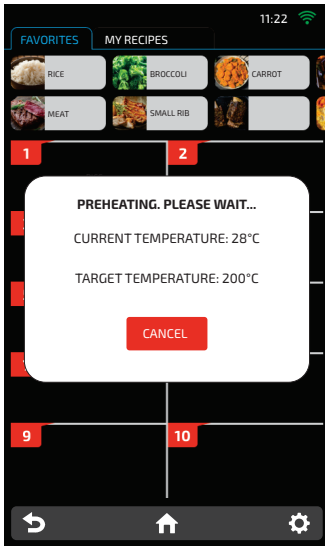 11:22
FAVORITES MY RECIPES
RICE BROCCOLI CARROT
MEAT SMALL RIB
1 2
PREHEATING. PLEASE WAIT...
CURRENT TEMPERATURE: 28°C
TARGET TEMPERATURE: 200°C
CANCEL
9 10